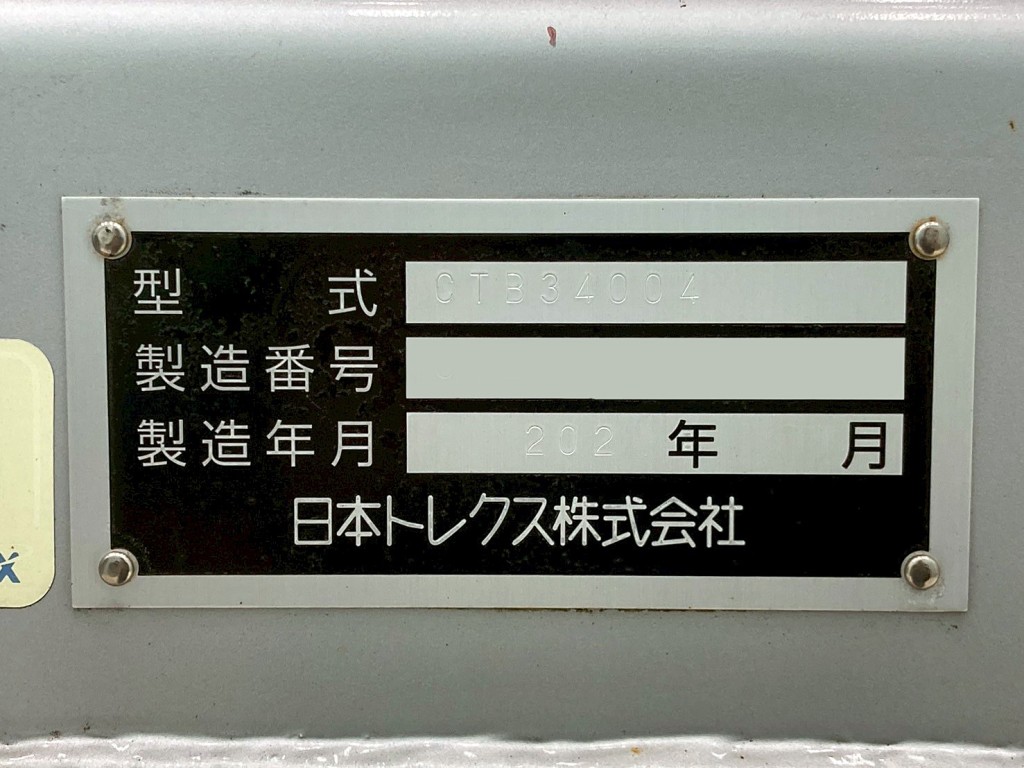 型式 CTB34004
製造番号
製造年月 202 年 月
日本トレクス株式会社
X